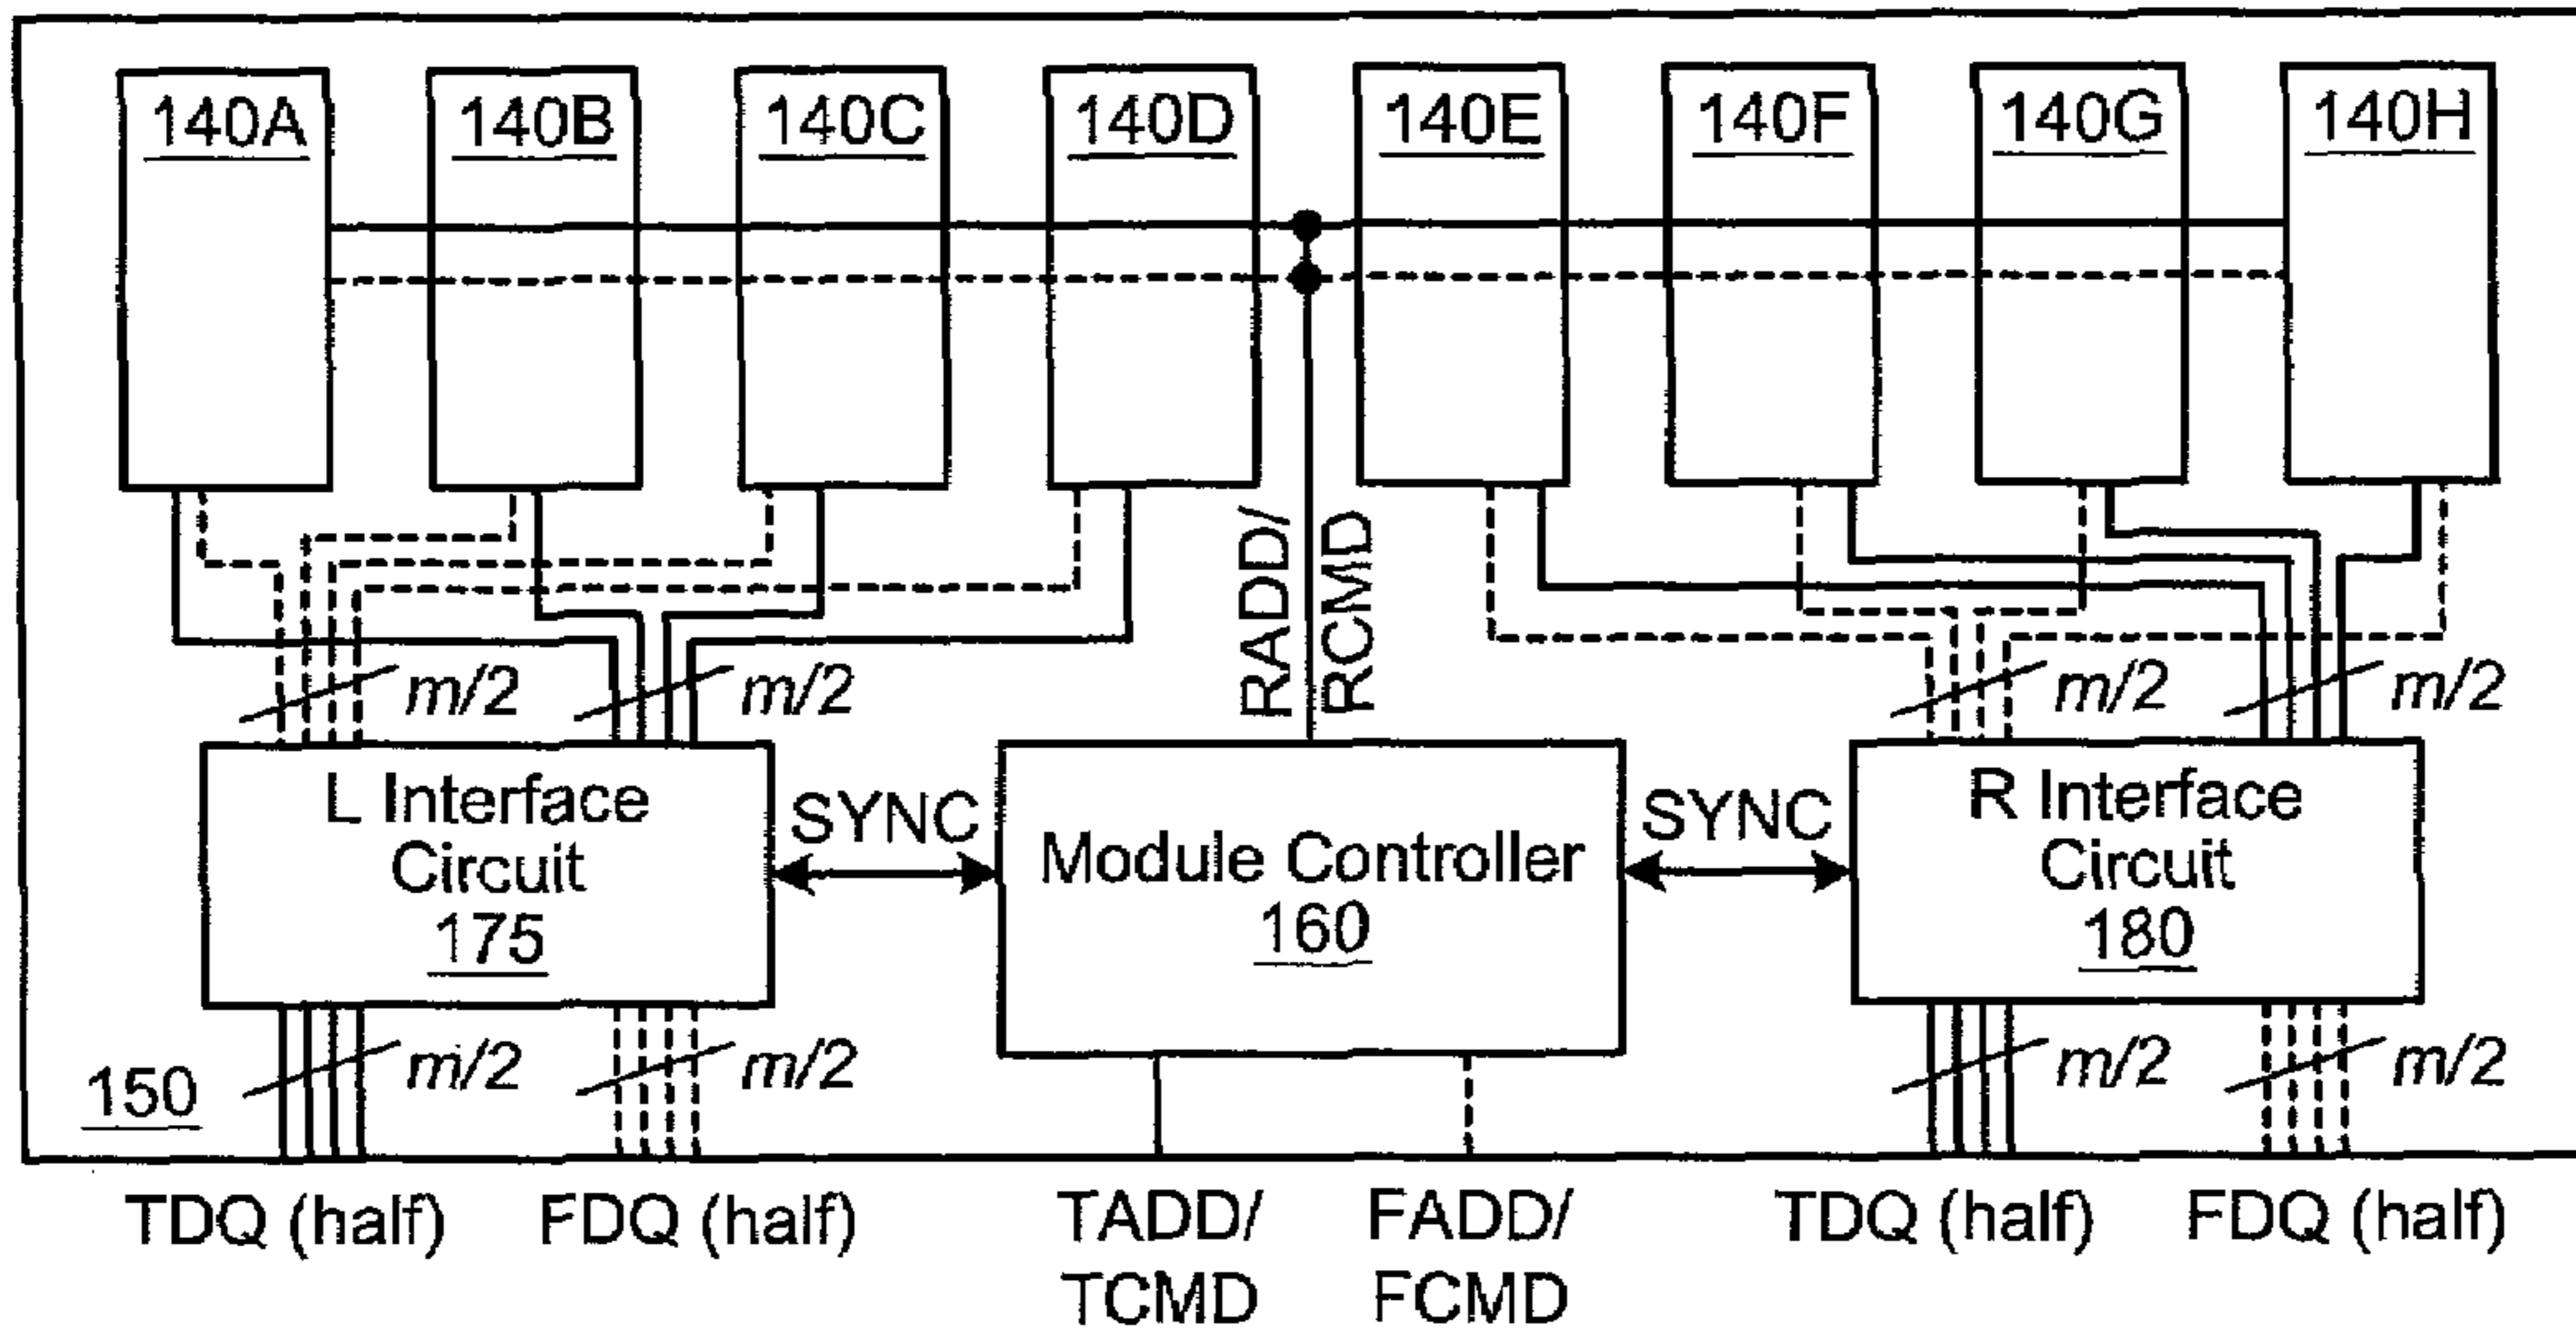 140A
140B
140C
140D
140E
140F
140G
140H
RADD/
RCMD
m/2
m/2
m/2
m/2
L Interface
Circuit
175
SYNC
Module Controller
160
SYNC
R Interface
Circuit
180
m/2
m/2
m/2
m/2
150
TDQ (half)
FDQ (half)
TADD/
TCMD
FADD/
FCMD
TDQ (half)
FDQ (half)